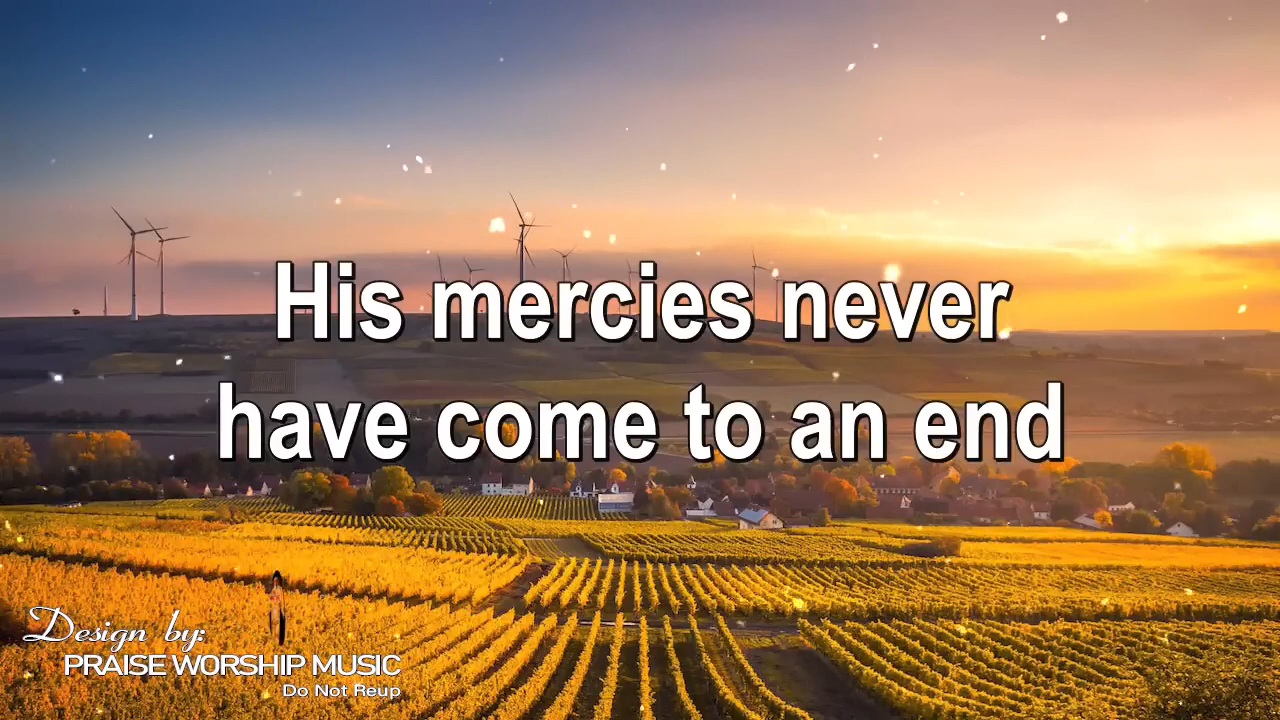 His mercies never
have come to an end
Design by:
PRAISE WORSHIP MUSIC
Do Not Reup